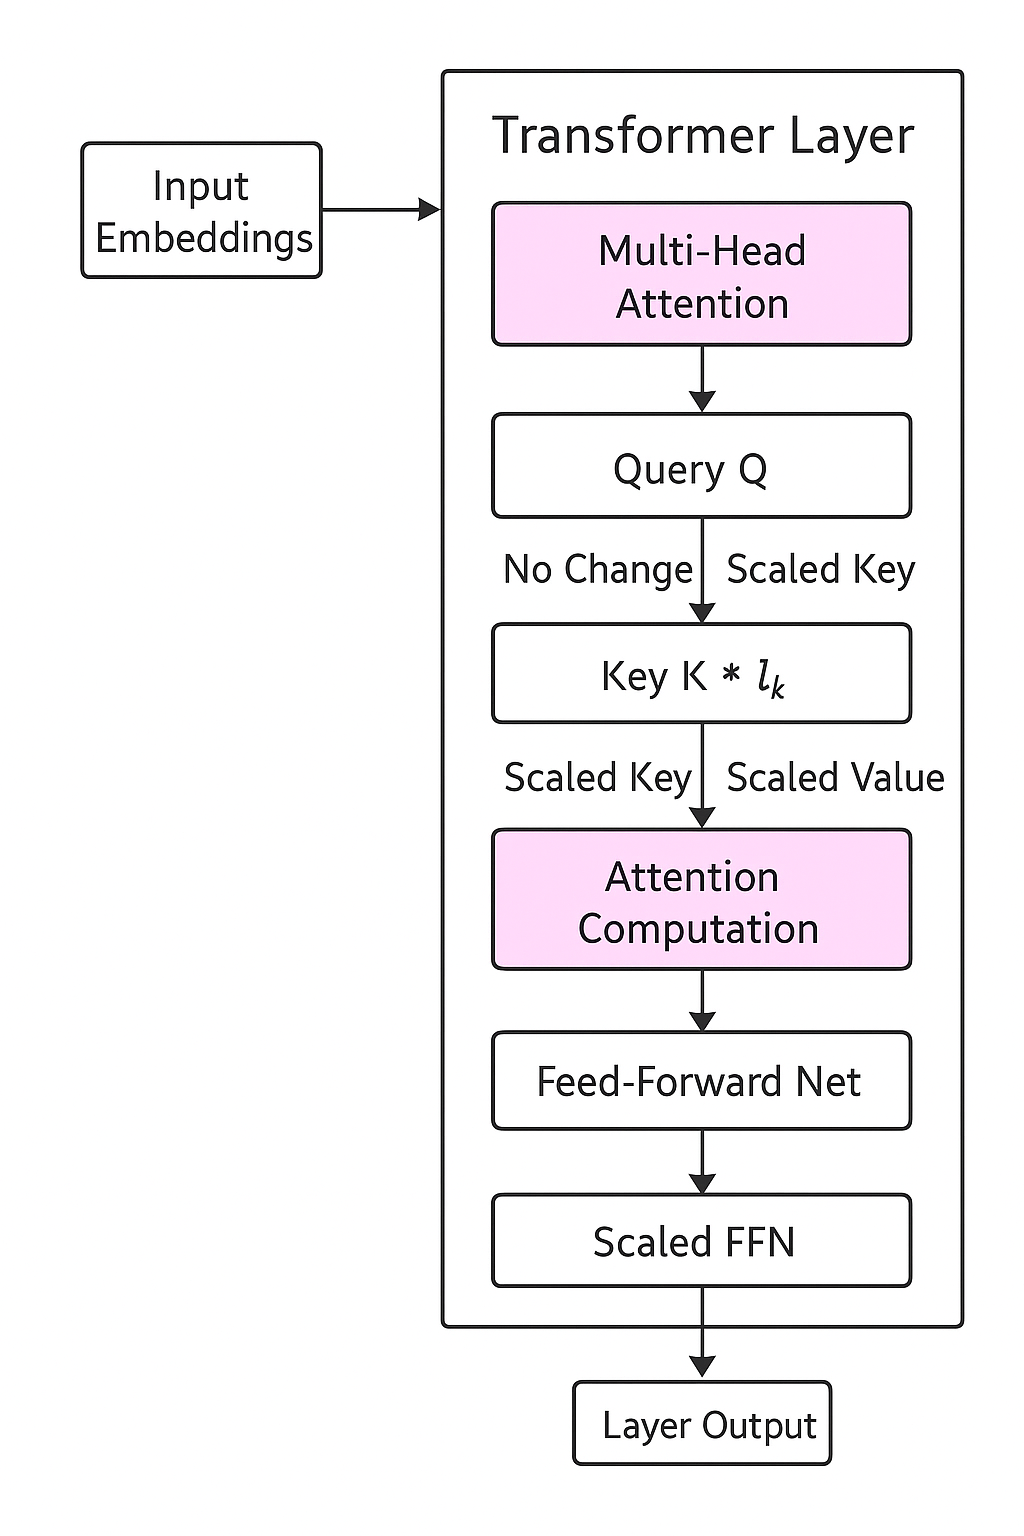 Transformer Layer
Input
Embeddings
Multi-Head
Attention
Query Q
No Change Scaled Key
Key K * lₖ
Scaled Key Scaled Value
Attention
Computation
Feed-Forward Net
Scaled FFN
Layer Output